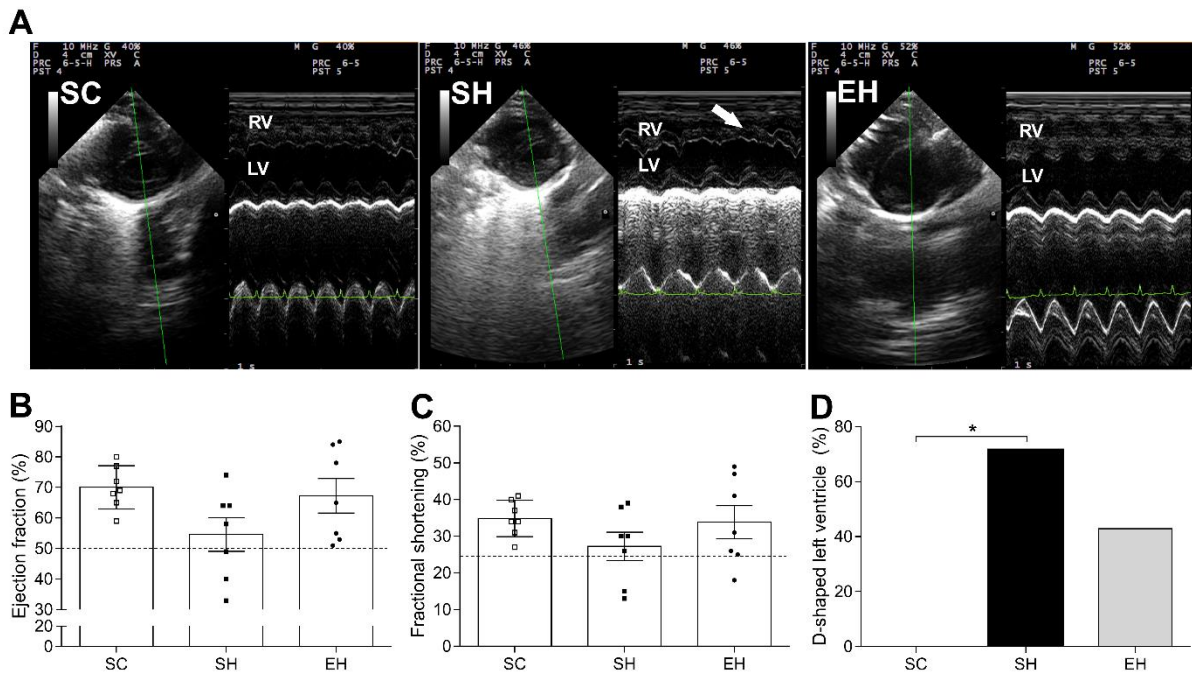 A
F 10 MHz G 40%
D 4 cm XV C
PRC 6-5-H PRS A
PST 4
M G 40%
C
PRC 6-5
PST 5
SC
RV
LV
1 s
F 10 MHz G 46%
D 4 cm XV C
PRC 6-5-H PRS A
PST 4
M G 46%
C
PRC 6-5
PST 5
SH
RV
LV
1 s
F 10 MHz G 52%
D 4 cm XV C
PRC 6-5-H PRS A
PST 4
M G 52%
C
PRC 6-5
PST 5
EH
RV
LV
1 s
B
Ejection fraction (%)
90
80
70
60
50
40
30
20
0
SC SH EH
C
Fractional shortening (%)
60
50
40
30
20
10
0
SC SH EH
D
D-shaped left ventricle (%)
80
60
40
20
0
*
SC SH EH